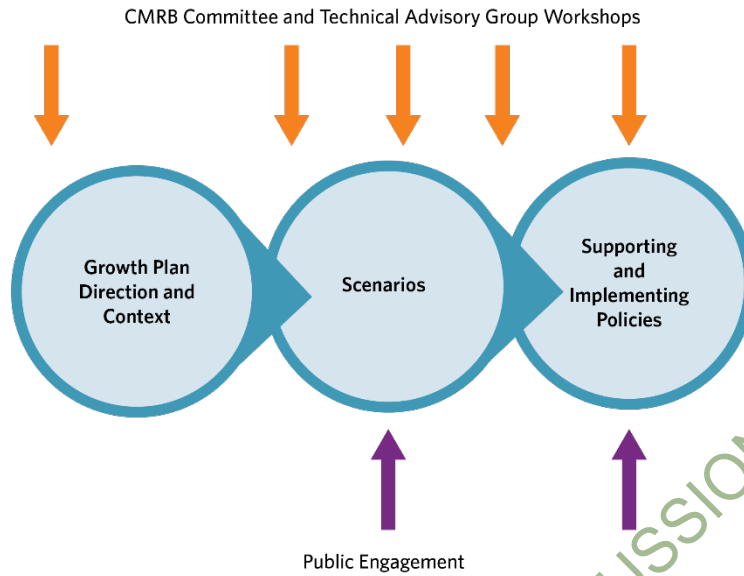 CMRB Committee and Technical Advisory Group Workshops
Growth Plan
Direction and
Context
Scenarios
Supporting
and
Implementing
Policies
Public Engagement